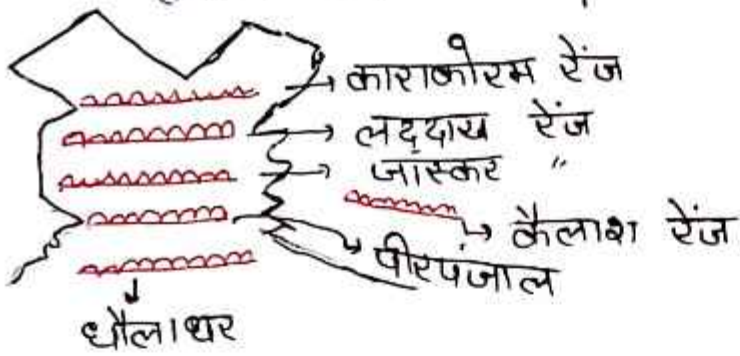 काराकोरम रेंज
लद्दाख रेंज
जास्कर "
कैलाश रेंज
पीरपंजाल
धौलाधर